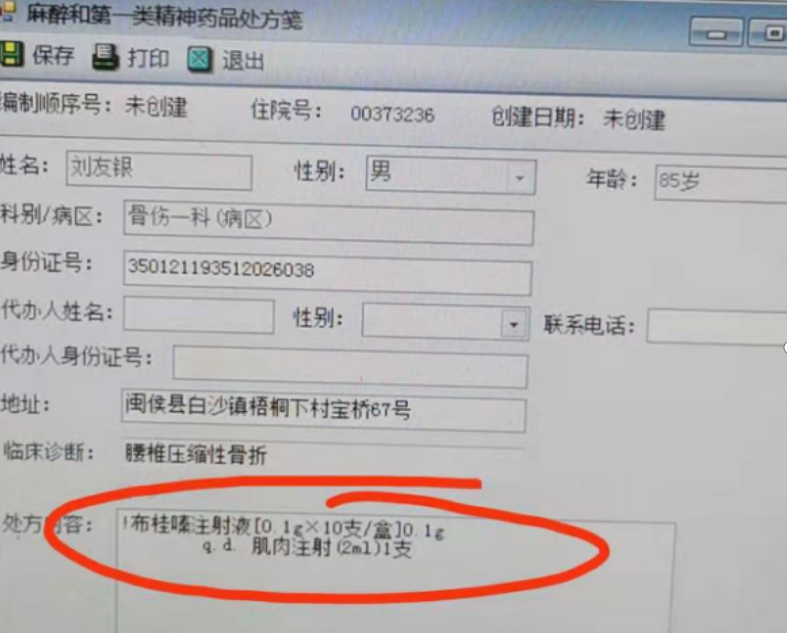 麻醉和第一类精神药品处方笺
保存 打印 退出
编制顺序号: 未创建 住院号: 00373236 创建日期: 未创建
姓名: 刘友银 性别: 男 年龄: 85岁
科别/病区: 骨伤一科(病区)
身份证号: 350121193512026038
代办人姓名: 性别: 联系电话:
代办人身份证号:
地址: 闽侯县白沙镇梧桐下村宝桥67号
临床诊断: 腰椎压缩性骨折
处方内容: !布桂嗪注射液[0.1g×10支/盒]0.1g
q.d. 肌肉注射(2ml)1支